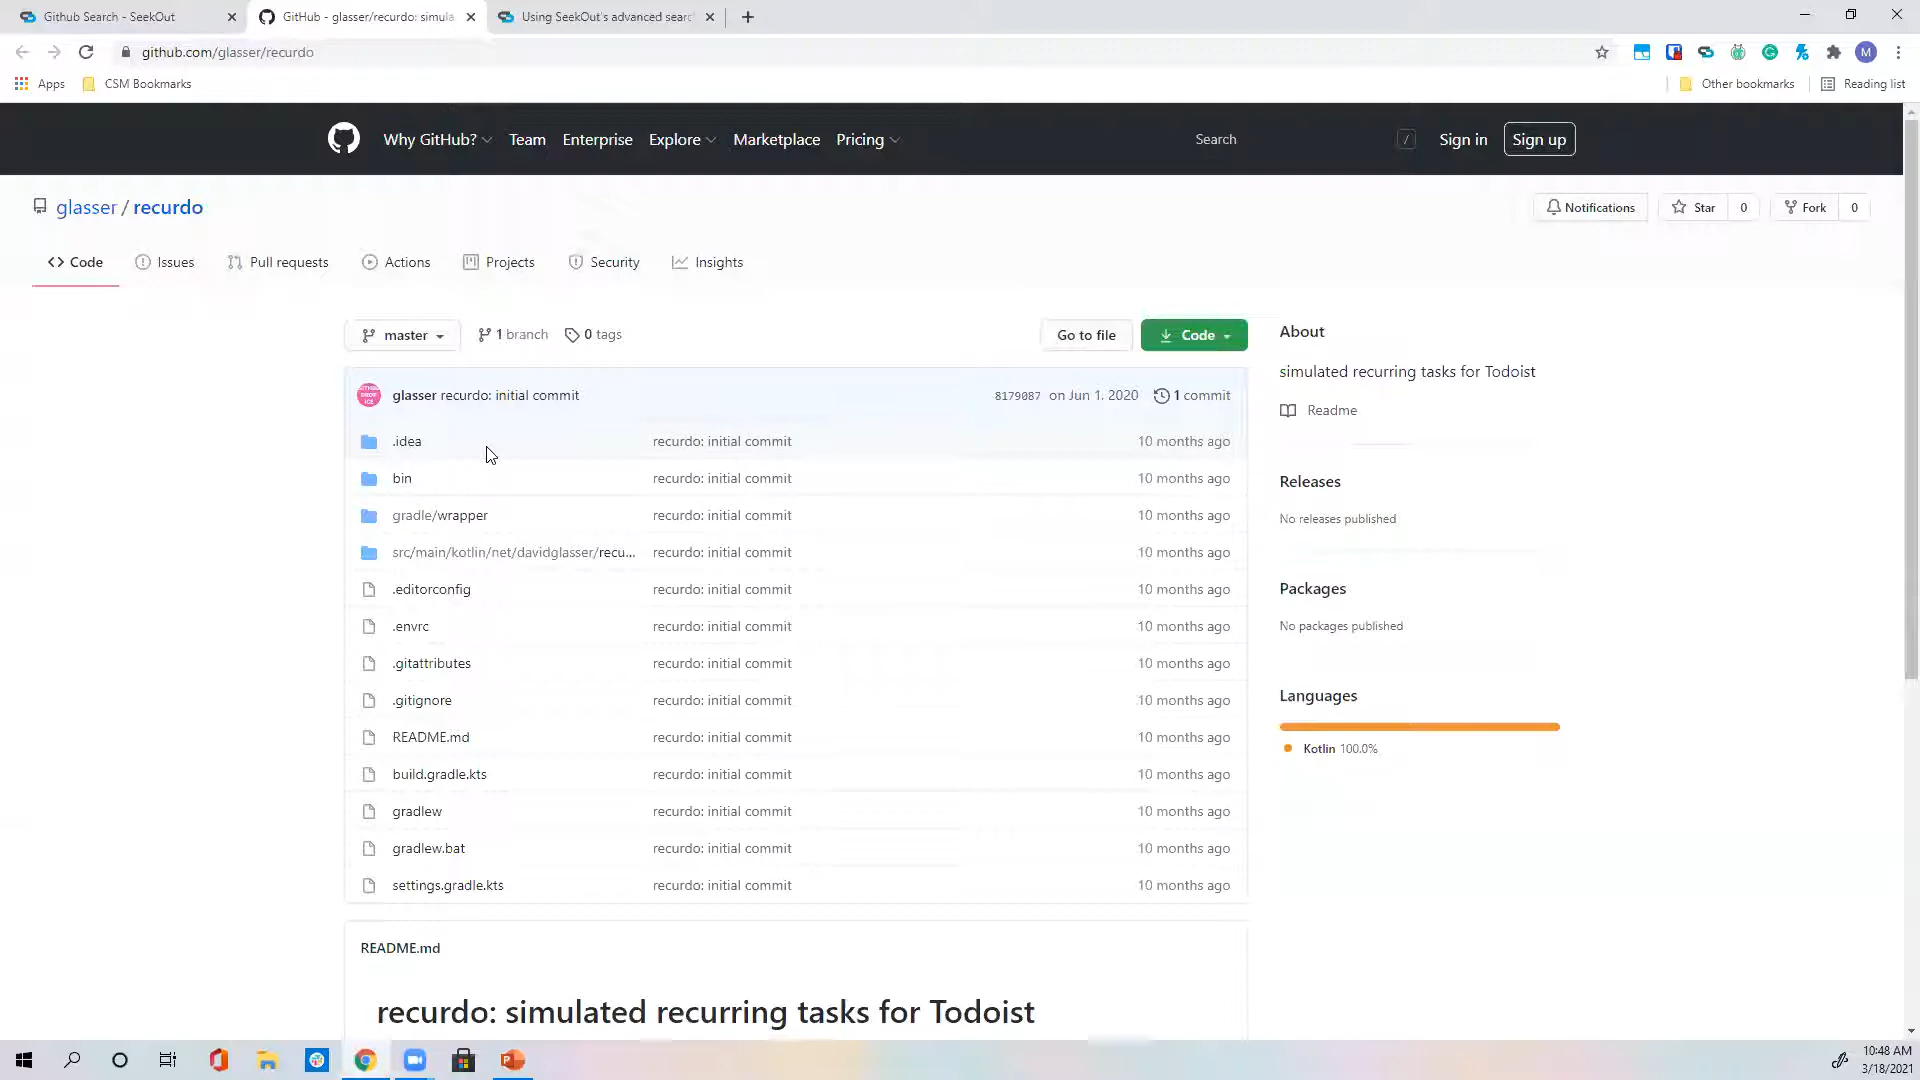 Github Search - SeekOut
GitHub - glasser/recurdo: simula
Using SeekOut's advanced sear
github.com/glasser/recurdo
M
Apps
CSM Bookmarks
Other bookmarks
Reading list
Why GitHub?
Team
Enterprise
Explore
Marketplace
Pricing
Search
/
Sign in
Sign up
glasser / recurdo
Notifications
Star 0
Fork 0
Code
Issues
Pull requests
Actions
Projects
Security
Insights
master
1 branch
0 tags
Go to file
Code
About
simulated recurring tasks for Todoist
Readme
glasser recurdo: initial commit 8179087 on Jun 1, 2020 1 commit
.idea recurdo: initial commit 10 months ago
bin recurdo: initial commit 10 months ago
gradle/wrapper recurdo: initial commit 10 months ago
src/main/kotlin/net/davidglasser/recu... recurdo: initial commit 10 months ago
.editorconfig recurdo: initial commit 10 months ago
.envrc recurdo: initial commit 10 months ago
.gitattributes recurdo: initial commit 10 months ago
.gitignore recurdo: initial commit 10 months ago
README.md recurdo: initial commit 10 months ago
build.gradle.kts recurdo: initial commit 10 months ago
gradlew recurdo: initial commit 10 months ago
gradlew.bat recurdo: initial commit 10 months ago
settings.gradle.kts recurdo: initial commit 10 months ago
Releases
No releases published
Packages
No packages published
Languages
Kotlin 100.0%
README.md
recurdo: simulated recurring tasks for Todoist
10:48 AM
3/18/2021